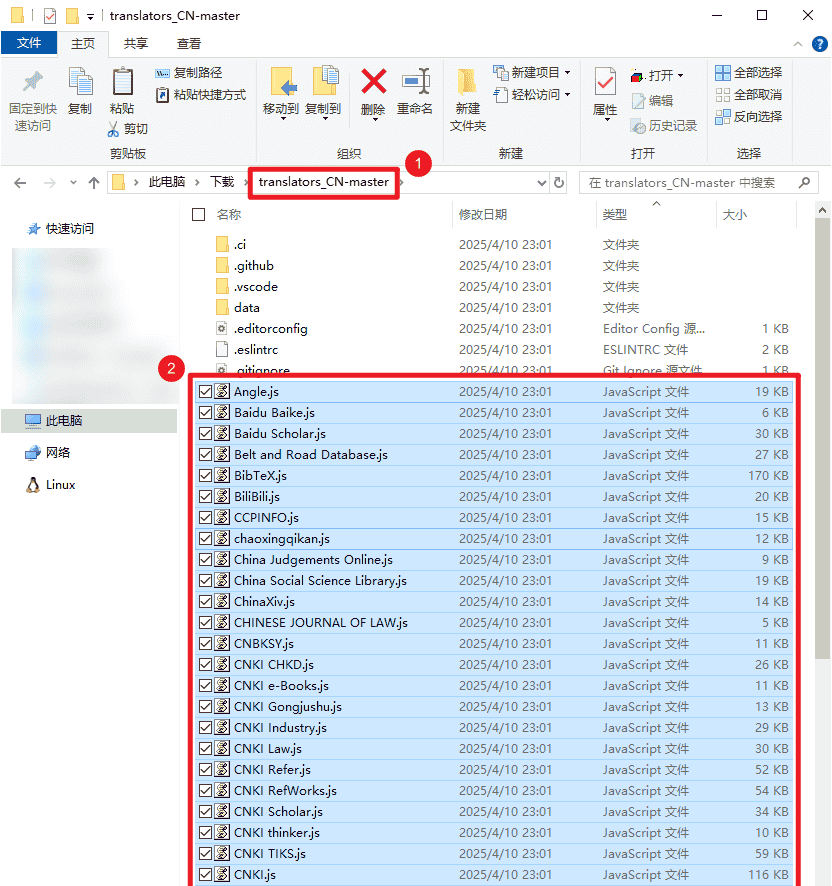 translators_CN-master
文件 主页 共享 查看
固定到快速访问
复制
粘贴
复制路径
粘贴快捷方式
剪切
剪贴板
移动到
复制到
删除
重命名
组织
新建文件夹
新建项目
轻松访问
新建
属性
打开
编辑
历史记录
打开
全部选择
全部取消
反向选择
选择
1
此电脑 下载 translators_CN-master
在 translators_CN-master 中搜索
快速访问
此电脑
网络
Linux
名称 修改日期 类型 大小
.ci 2025/4/10 23:01 文件夹
.github 2025/4/10 23:01 文件夹
.vscode 2025/4/10 23:01 文件夹
data 2025/4/10 23:01 文件夹
.editorconfig 2025/4/10 23:01 Editor Config 源... 1 KB
.eslintrc 2025/4/10 23:01 ESLINTRC 文件 2 KB
.gitignore 2025/4/10 23:01 Git Ignore 源文件 1 KB
2
Angle.js 2025/4/10 23:01 JavaScript 文件 19 KB
Baidu Baike.js 2025/4/10 23:01 JavaScript 文件 6 KB
Baidu Scholar.js 2025/4/10 23:01 JavaScript 文件 30 KB
Belt and Road Database.js 2025/4/10 23:01 JavaScript 文件 27 KB
BibTeX.js 2025/4/10 23:01 JavaScript 文件 170 KB
BiliBili.js 2025/4/10 23:01 JavaScript 文件 20 KB
CCPINFO.js 2025/4/10 23:01 JavaScript 文件 15 KB
chaoxingqikan.js 2025/4/10 23:01 JavaScript 文件 12 KB
China Judgements Online.js 2025/4/10 23:01 JavaScript 文件 9 KB
China Social Science Library.js 2025/4/10 23:01 JavaScript 文件 19 KB
ChinaXiv.js 2025/4/10 23:01 JavaScript 文件 14 KB
CHINESE JOURNAL OF LAW.js 2025/4/10 23:01 JavaScript 文件 5 KB
CNBKSY.js 2025/4/10 23:01 JavaScript 文件 11 KB
CNKI CHKD.js 2025/4/10 23:01 JavaScript 文件 26 KB
CNKI e-Books.js 2025/4/10 23:01 JavaScript 文件 11 KB
CNKI Gongjushu.js 2025/4/10 23:01 JavaScript 文件 13 KB
CNKI Industry.js 2025/4/10 23:01 JavaScript 文件 29 KB
CNKI Law.js 2025/4/10 23:01 JavaScript 文件 30 KB
CNKI Refer.js 2025/4/10 23:01 JavaScript 文件 52 KB
CNKI RefWorks.js 2025/4/10 23:01 JavaScript 文件 54 KB
CNKI Scholar.js 2025/4/10 23:01 JavaScript 文件 34 KB
CNKI thinker.js 2025/4/10 23:01 JavaScript 文件 10 KB
CNKI TIKS.js 2025/4/10 23:01 JavaScript 文件 59 KB
CNKI.js 2025/4/10 23:01 JavaScript 文件 116 KB